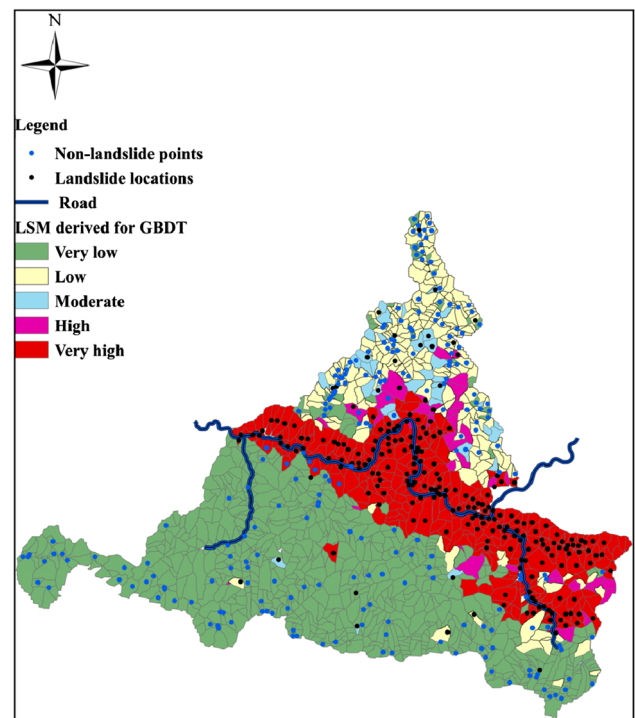 N
Legend
Non-landslide points
Landslide locations
Road
LSM derived for GBDT
Very low
Low
Moderate
High
Very high